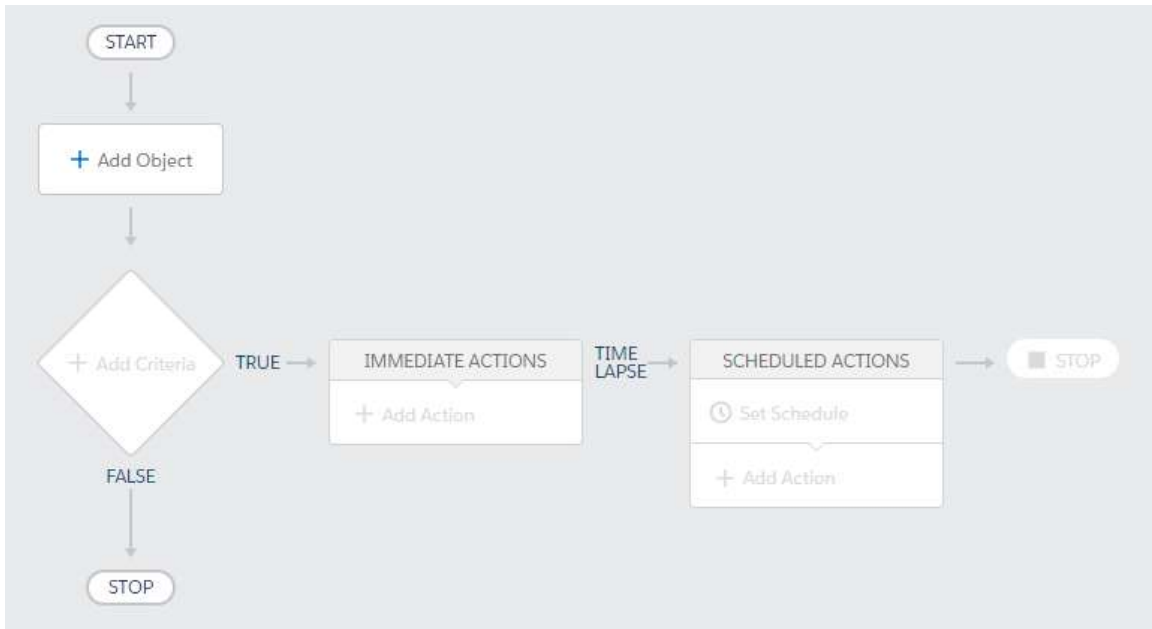 START
+ Add Object
+ Add Criteria
TRUE
IMMEDIATE ACTIONS
+ Add Action
TIME
LAPSE
SCHEDULED ACTIONS
Set Schedule
+ Add Action
STOP
FALSE
STOP